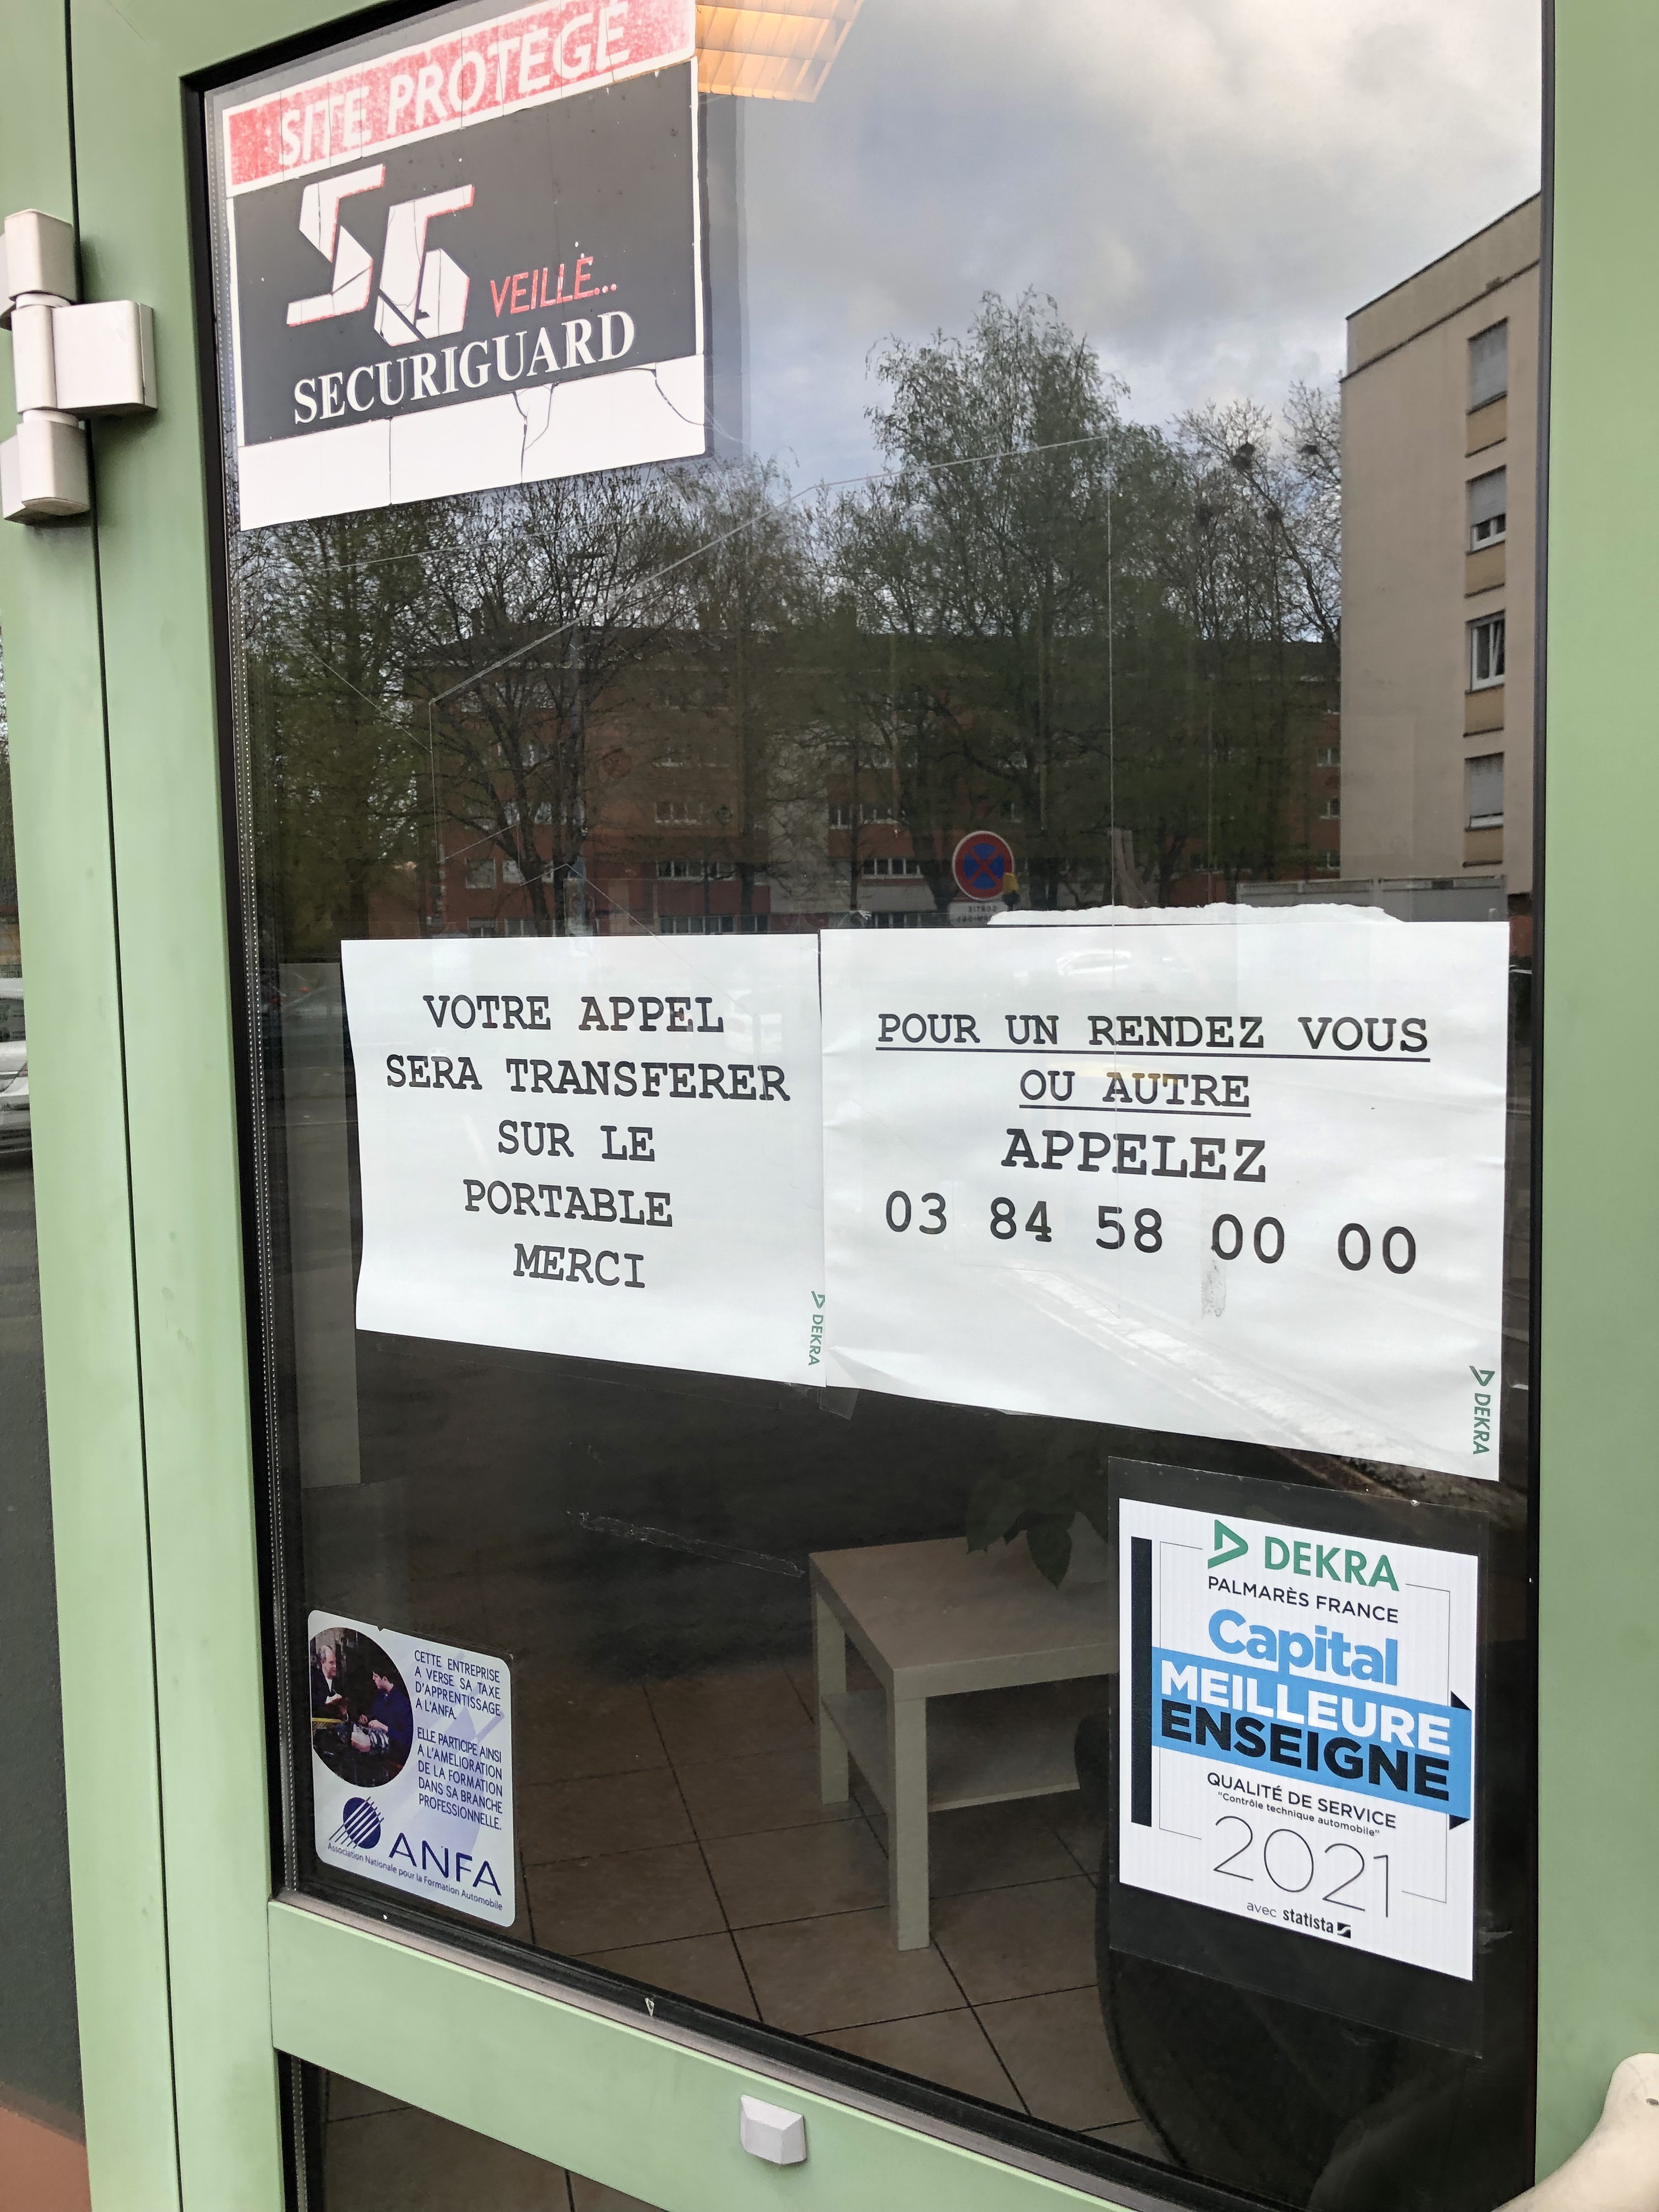 SITE PROTÉGÉ
SG VEILLE...
SECURIGUARD
VOTRE APPEL
SERA TRANSFERER
SUR LE
PORTABLE
MERCI
DEKRA
POUR UN RENDEZ VOUS
OU AUTRE
APPELEZ
03 84 58 00 00
DEKRA
CETTE ENTREPRISE
A VERSE SA TAXE
D'APPRENTISSAGE
A L'ANFA.
ELLE PARTICIPE AINSI
A L'AMELIORATION
DE LA FORMATION
DANS SA BRANCHE
PROFESSIONNELLE.
ANFA
Association Nationale pour la Formation Automobile
DEKRA
PALMARÈS FRANCE
Capital
MEILLEURE
ENSEIGNE
QUALITÉ DE SERVICE
"Contrôle technique automobile"
2021
avec statista